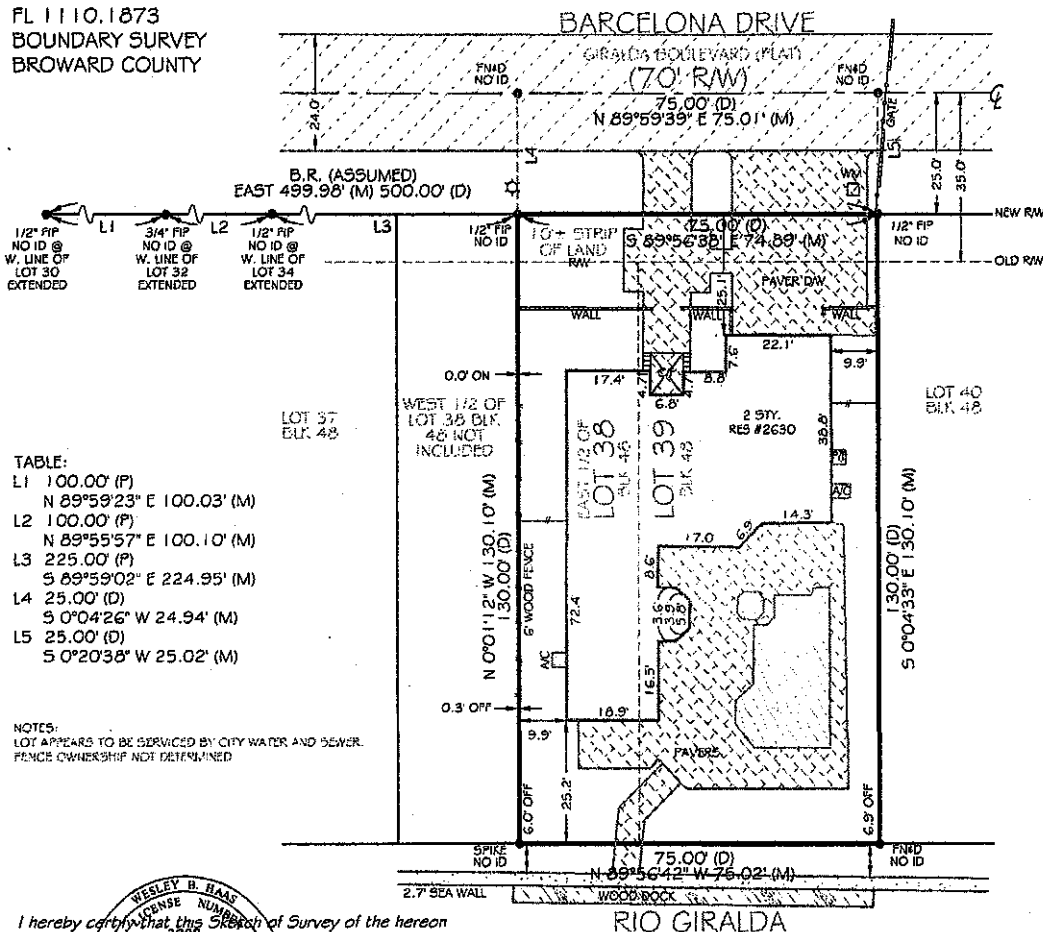 FL 1110.1873
BOUNDARY SURVEY
BROWARD COUNTY
BARCELONA DRIVE
GIRALDA BOULEVARD (PLAT)
(70' R/W)
FN&D
NO ID
FN&D
NO ID
75.00' (D)
N 89°59'39" E 75.01' (M)
24.0'
L4
L5
GATE
25.0'
35.0'
B.R. (ASSUMED)
EAST 499.98' (M) 500.00' (D)
L1
L2
L3
1/2" FIP
NO ID @
W. LINE OF
LOT 30
EXTENDED
3/4" FIP
NO ID @
W. LINE OF
LOT 32
EXTENDED
1/2" FIP
NO ID @
W. LINE OF
LOT 34
EXTENDED
1/2" FIP
NO ID
10'± STRIP
OF LAND
R/W
75.00' (D)
S 89°56'38" E 74.89' (M)
WM
1/2" FIP
NO ID
NEW R/W
OLD R/W
PAVER D/W
25.1'
WALL
WALL
WALL
22.1'
7.6'
9.9'
0.0' ON
17.4'
4.7'
4.7'
8.8'
6.8'
LOT 37
BLK 48
WEST 1/2 OF
LOT 38 BLK
48 NOT
INCLUDED
EAST 1/2 OF
LOT 38
BLK 48
LOT 39
BLK 48
2 STY.
RES #2630
38.8'
LOT 40
BLK 48
A/C
TABLE:
L1 100.00' (P)
N 89°59'23" E 100.03' (M)
L2 100.00' (P)
N 89°55'57" E 100.10' (M)
L3 225.00' (P)
S 89°59'02" E 224.95' (M)
L4 25.00' (D)
S 0°04'26" W 24.94' (M)
L5 25.00' (D)
S 0°20'38" W 25.02' (M)
N 0°01'12" W 130.10' (M)
130.00' (D)
6' WOOD FENCE
72.4
A/C
17.0
6.9'
14.3'
8.6'
3.6'
3.9'
5.8'
16.5'
130.00' (D)
S 0°04'33" E 130.10' (M)
0.3' OFF
18.9'
9.9'
PAVERS
25.2'
6.0' OFF
6.9' OFF
NOTES:
LOT APPEARS TO BE SERVICED BY CITY WATER AND SEWER.
FENCE OWNERSHIP NOT DETERMINED
SPIKE
NO ID
75.00' (D)
N 89°56'42" W 75.02' (M)
FN&D
NO ID
2.7' SEA WALL
WOOD DOCK
RIO GIRALDA
WESLEY B. HAAS
LICENSE NUMBER
I hereby certify that this Sketch of Survey of the hereon